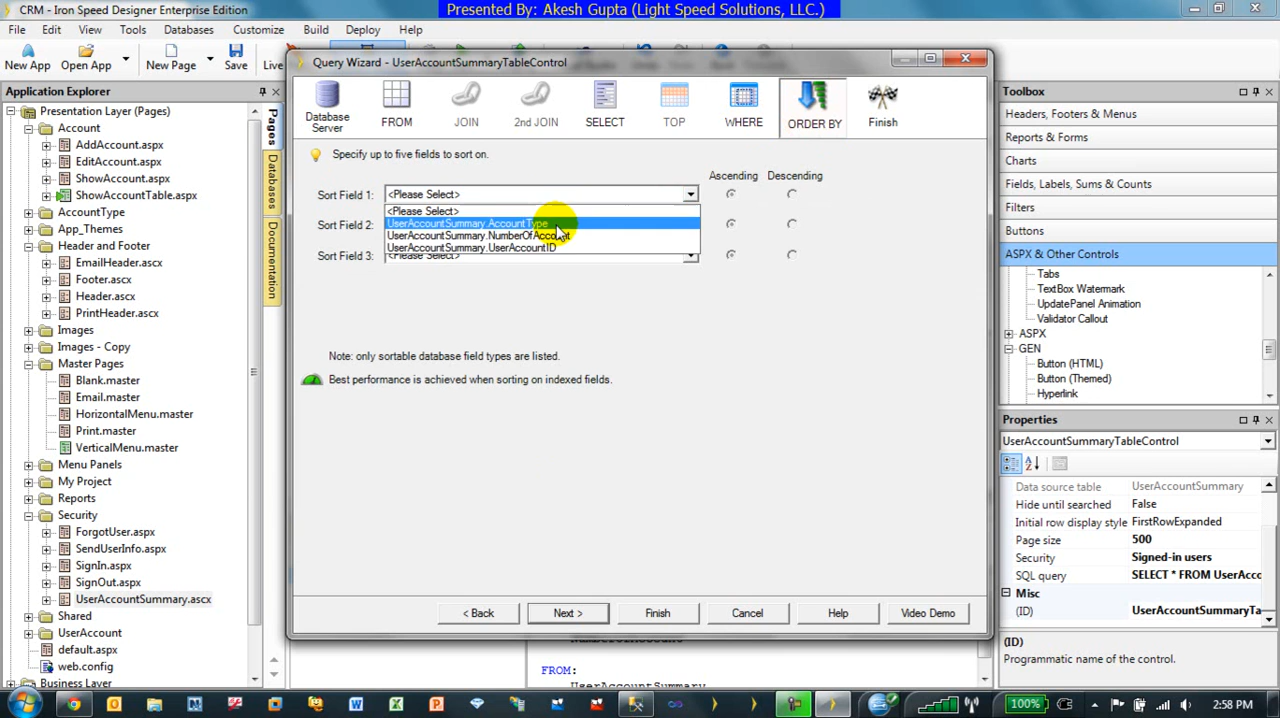 CRM - Iron Speed Designer Enterprise Edition
Presented By: Akesh Gupta (Light Speed Solutions, LLC.)
File Edit View Tools Databases Customize Build Deploy Help
New App Open App New Page Save Live
Application Explorer
Presentation Layer (Pages)
Account
AddAccount.aspx
EditAccount.aspx
ShowAccount.aspx
ShowAccountTable.aspx
AccountType
App_Themes
Header and Footer
EmailHeader.ascx
Footer.ascx
Header.ascx
PrintHeader.ascx
Images
Images - Copy
Master Pages
Blank.master
Email.master
HorizontalMenu.master
Print.master
VerticalMenu.master
Menu Panels
My Project
Reports
Security
ForgotUser.aspx
SendUserInfo.aspx
SignIn.aspx
SignOut.aspx
UserAccountSummary.ascx
Shared
UserAccount
default.aspx
web.config
Business Layer
Pages
Databases
Documentation
Query Wizard - UserAccountSummaryTableControl
Database Server
FROM
JOIN
2nd JOIN
SELECT
TOP
WHERE
ORDER BY
Finish
Specify up to five fields to sort on.
Ascending Descending
Sort Field 1: <Please Select>
<Please Select>
Sort Field 2: UserAccountSummary.AccountType
UserAccountSummary.NumberOfAccount
UserAccountSummary.UserAccountID
Sort Field 3: <Please Select>
Note: only sortable database field types are listed.
Best performance is achieved when sorting on indexed fields.
< Back Next > Finish Cancel Help Video Demo
FROM:
Toolbox
Headers, Footers & Menus
Reports & Forms
Charts
Fields, Labels, Sums & Counts
Filters
Buttons
ASPX & Other Controls
Tabs
TextBox Watermark
UpdatePanel Animation
Validator Callout
ASPX
GEN
Button (HTML)
Button (Themed)
Hyperlink
Properties
UserAccountSummaryTableControl
Data source table UserAccountSummary
Hide until searched False
Initial row display style FirstRowExpanded
Page size 500
Security Signed-in users
SQL query SELECT * FROM UserAcco
Misc
(ID) UserAccountSummaryTa
(ID)
Programmatic name of the control.
100%
2:58 PM